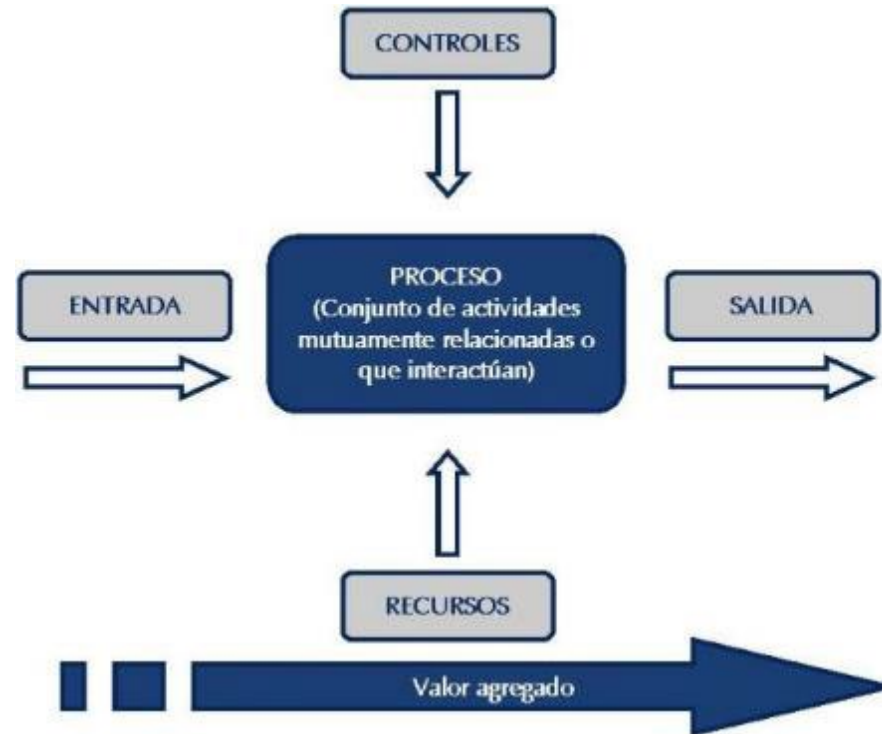 CONTROLES
ENTRADA
PROCESO
(Conjunto de actividades
mutuamente relacionadas o
que interactúan)
SALIDA
RECURSOS
Valor agregado